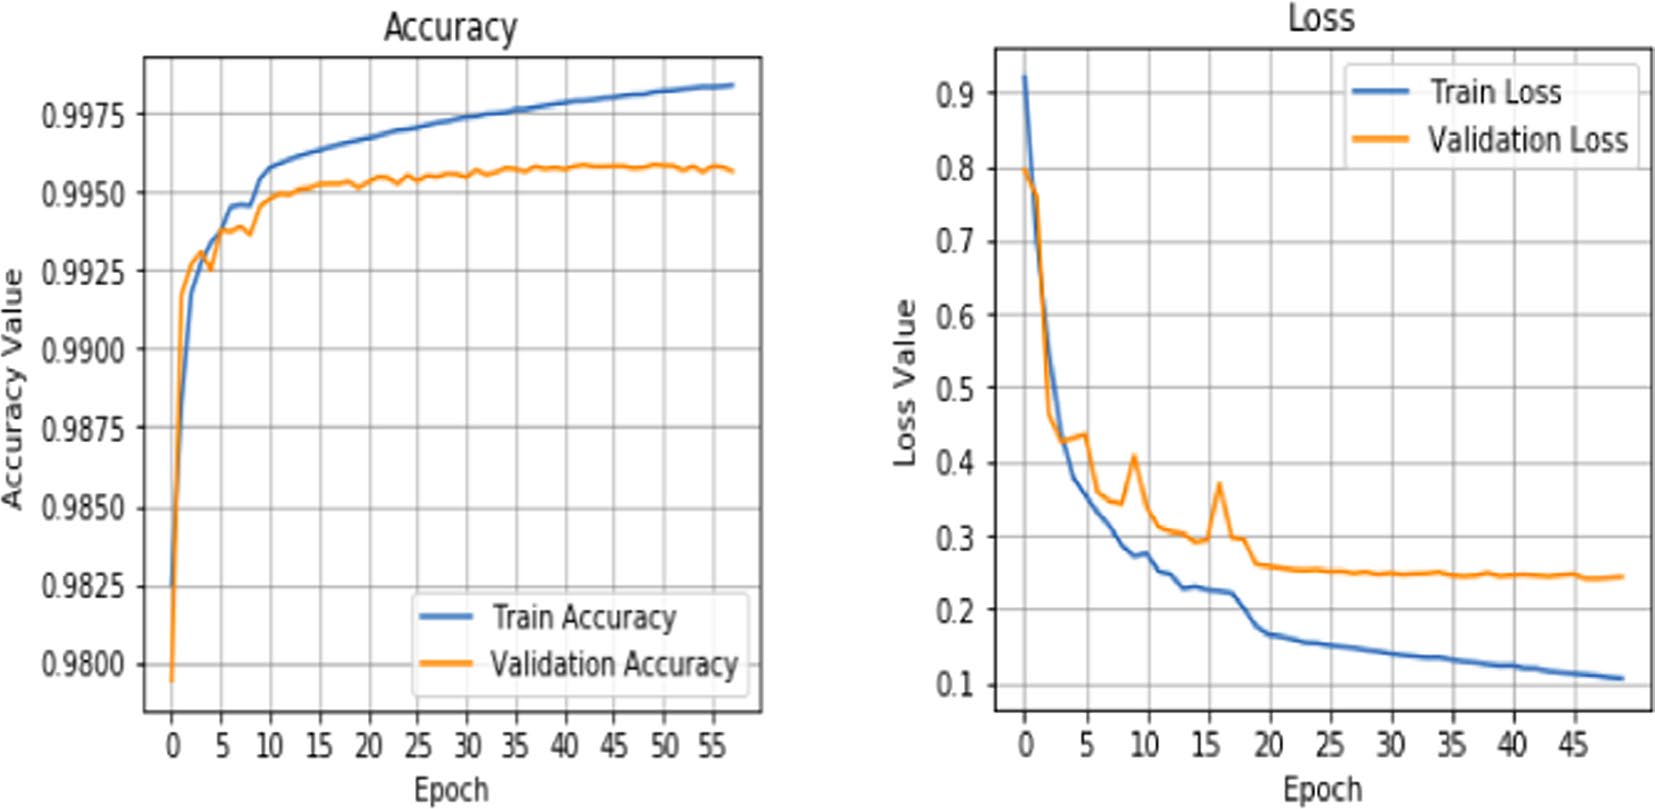 Accuracy
Accuracy Value
0.9975
0.9950
0.9925
0.9900
0.9875
0.9850
0.9825
0.9800
Train Accuracy
Validation Accuracy
0 5 10 15 20 25 30 35 40 45 50 55
Epoch
Loss
Loss Value
0.9
0.8
0.7
0.6
0.5
0.4
0.3
0.2
0.1
Train Loss
Validation Loss
0 5 10 15 20 25 30 35 40 45
Epoch